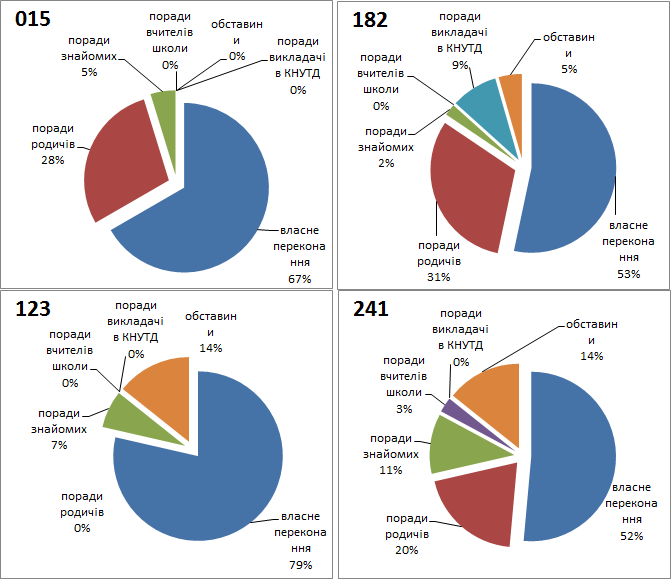 015
поради
знайомих
5%
поради
вчителів
школи
0%
обставин
и
0%
поради
викладачі
в КНУТД
0%
поради
родичів
28%
власне
перекона
ння
67%
182
поради
вчителів
школи
0%
поради
викладачі
в КНУТД
9%
обставин
и
5%
поради
знайомих
2%
поради
родичів
31%
власне
перекона
ння
53%
123
поради
вчителів
школи
0%
поради
викладачі
в КНУТД
0%
обставин
и
14%
поради
знайомих
7%
поради
родичів
0%
власне
перекона
ння
79%
241
поради
вчителів
школи
3%
поради
викладачі
в КНУТД
0%
обставин
и
14%
поради
знайомих
11%
поради
родичів
20%
власне
перекона
ння
52%